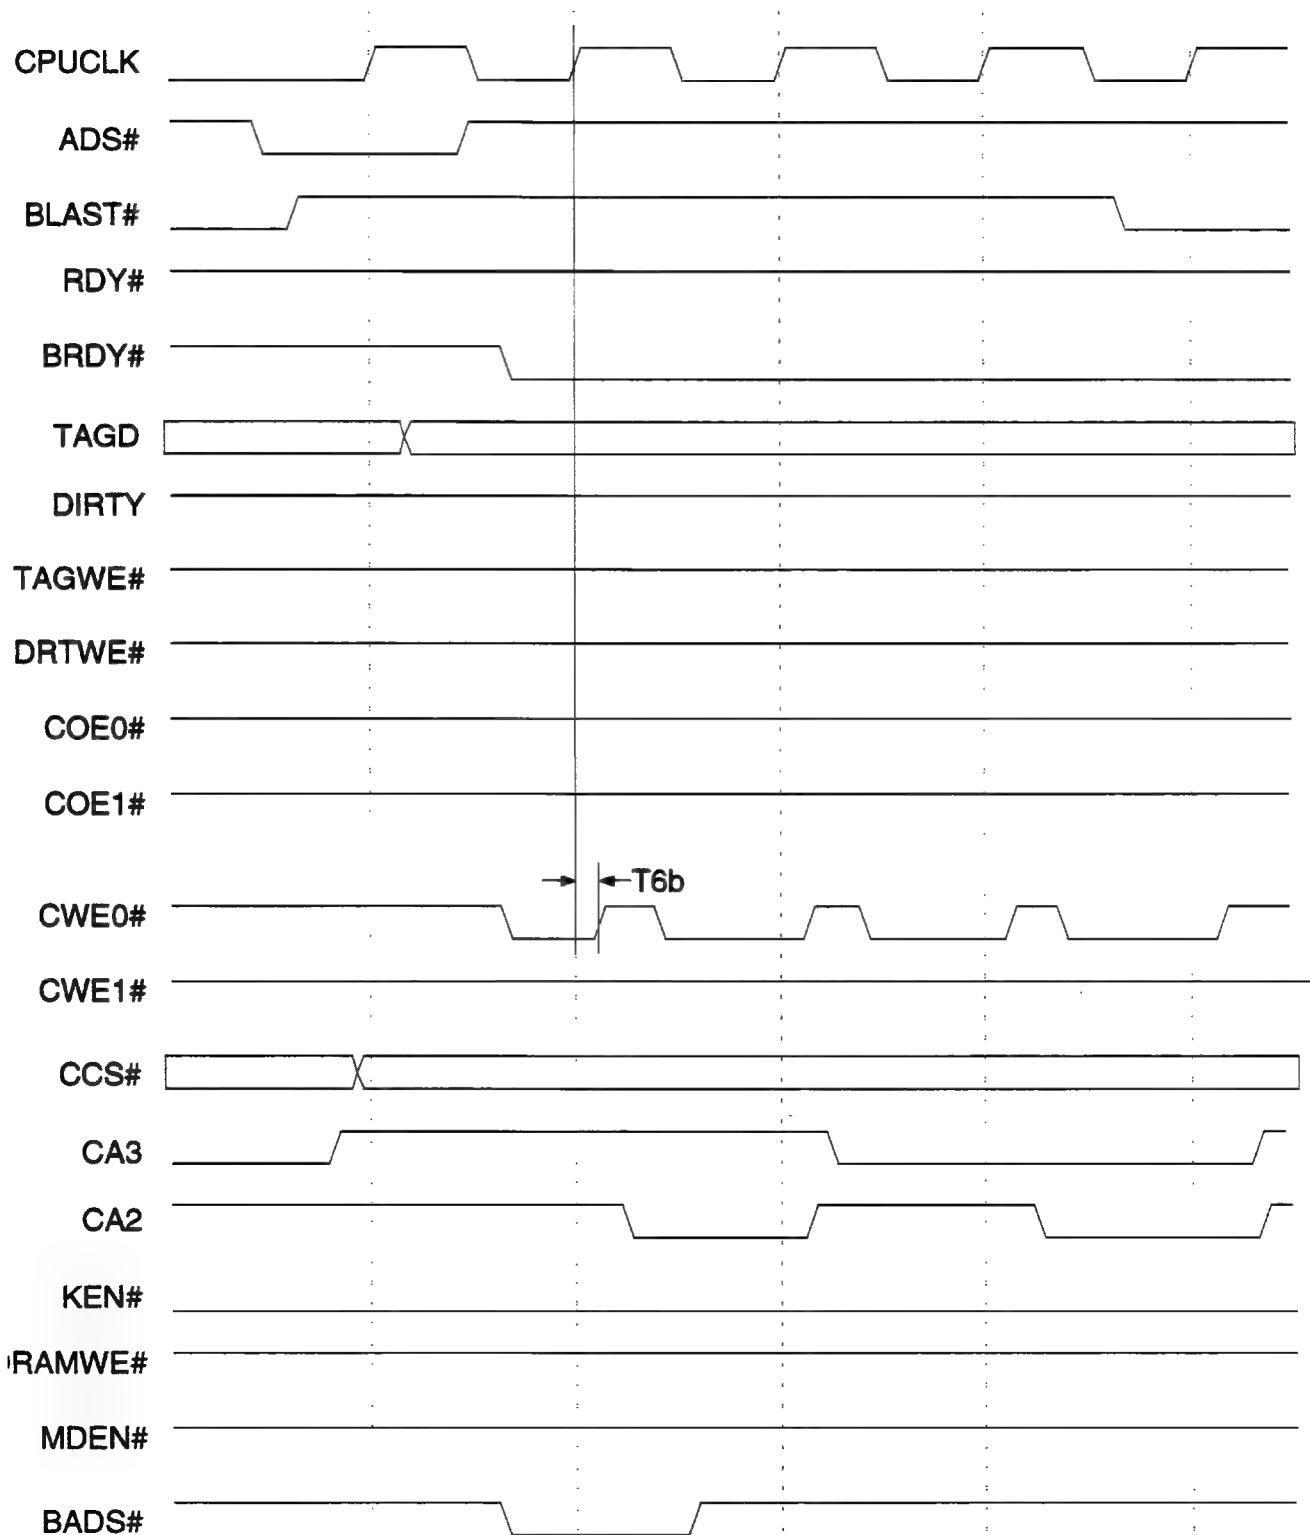 CPUCLK
ADS#
BLAST#
RDY#
BRDY#
TAGD
DIRTY
TAGWE#
DRTWE#
COE0#
COE1#
T6b
CWE0#
CWE1#
CCS#
CA3
CA2
KEN#
RAMWE#
MDEN#
BADS#